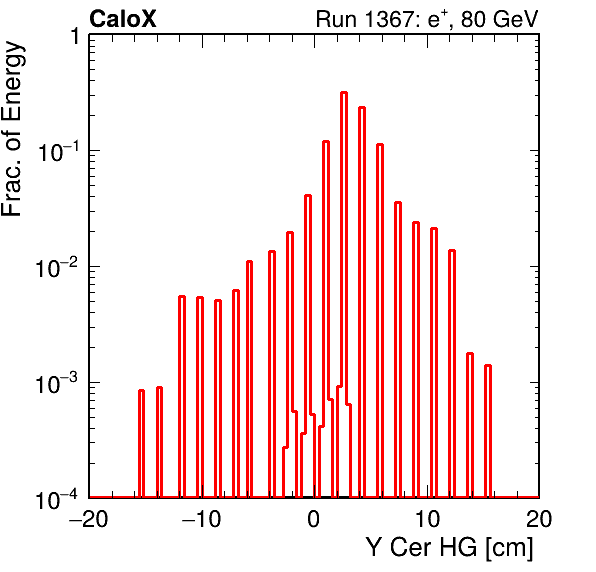 CaloX Run 1367: e⁺, 80 GeV
Frac. of Energy
1
10⁻¹
10⁻²
10⁻³
10⁻⁴
−20 −10 0 10 20
Y Cer HG [cm]